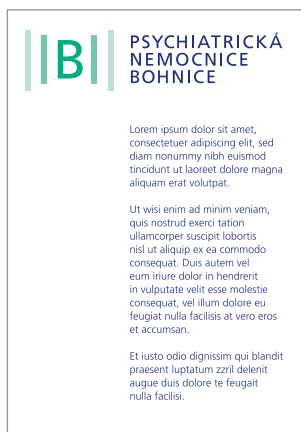 B
PSYCHIATRICKÁ
NEMOCNICE
BOHNICE
Lorem ipsum dolor sit amet,
consectetuer adipiscing elit, sed
diam nonummy nibh euismod
tincidunt ut laoreet dolore magna
aliquam erat volutpat.
Ut wisi enim ad minim veniam,
quis nostrud exerci tation
ullamcorper suscipit lobortis
nisl ut aliquip ex ea commodo
consequat. Duis autem vel
eum iriure dolor in hendrerit
in vulputate velit esse molestie
consequat, vel illum dolore eu
feugiat nulla facilisis at vero eros
et accumsan.
Et iusto odio dignissim qui blandit
praesent luptatum zzril delenit
augue duis dolore te feugait
nulla facilisi.